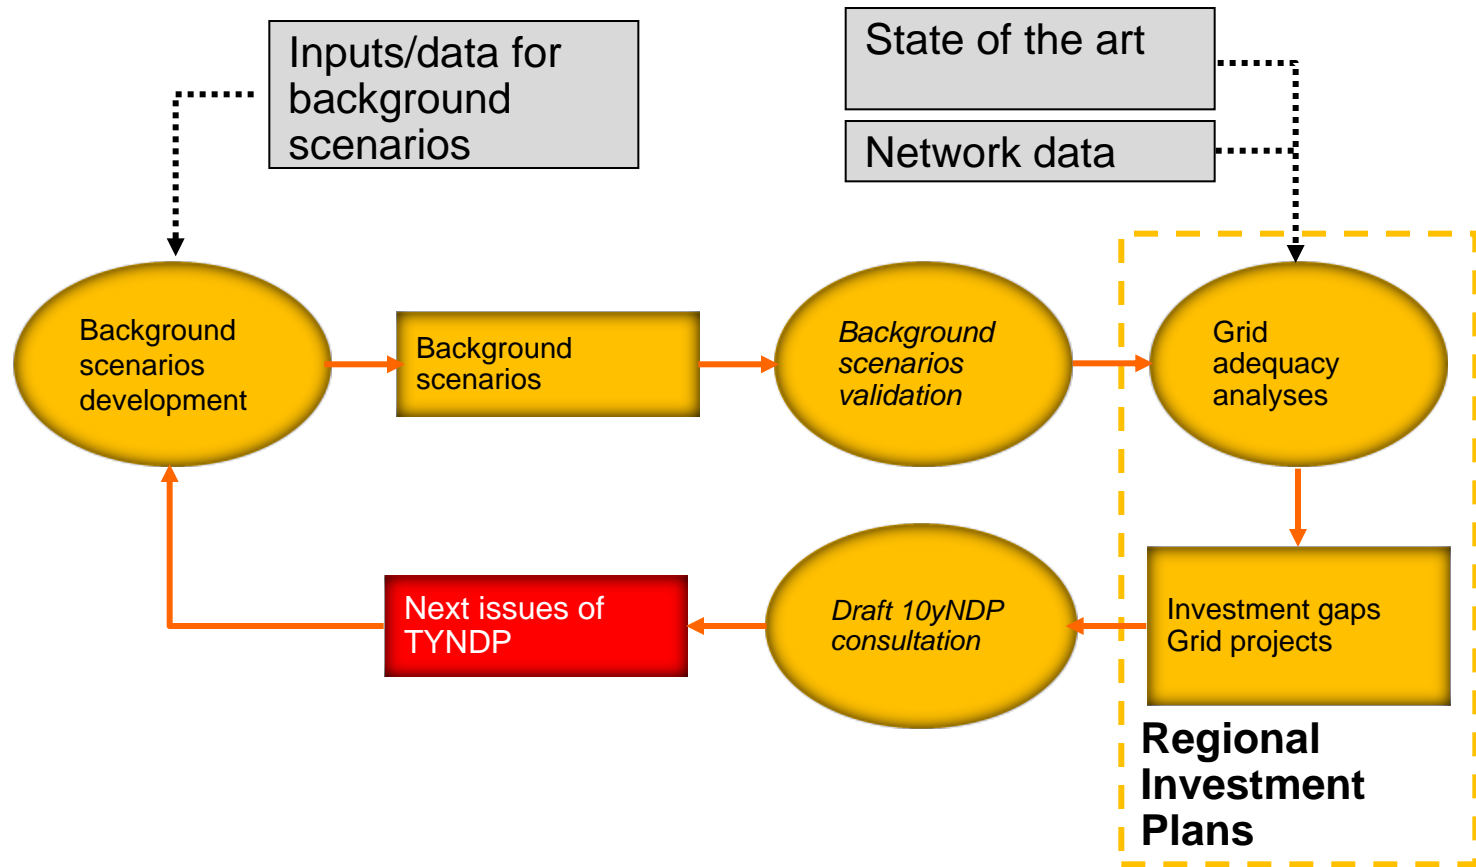 Inputs/data for
background
scenarios
State of the art
Network data
Background
scenarios
development
Background
scenarios
Background
scenarios
validation
Grid
adequacy
analyses
Next issues of
TYNDP
Draft 10yNDP
consultation
Investment gaps
Grid projects
Regional
Investment
Plans